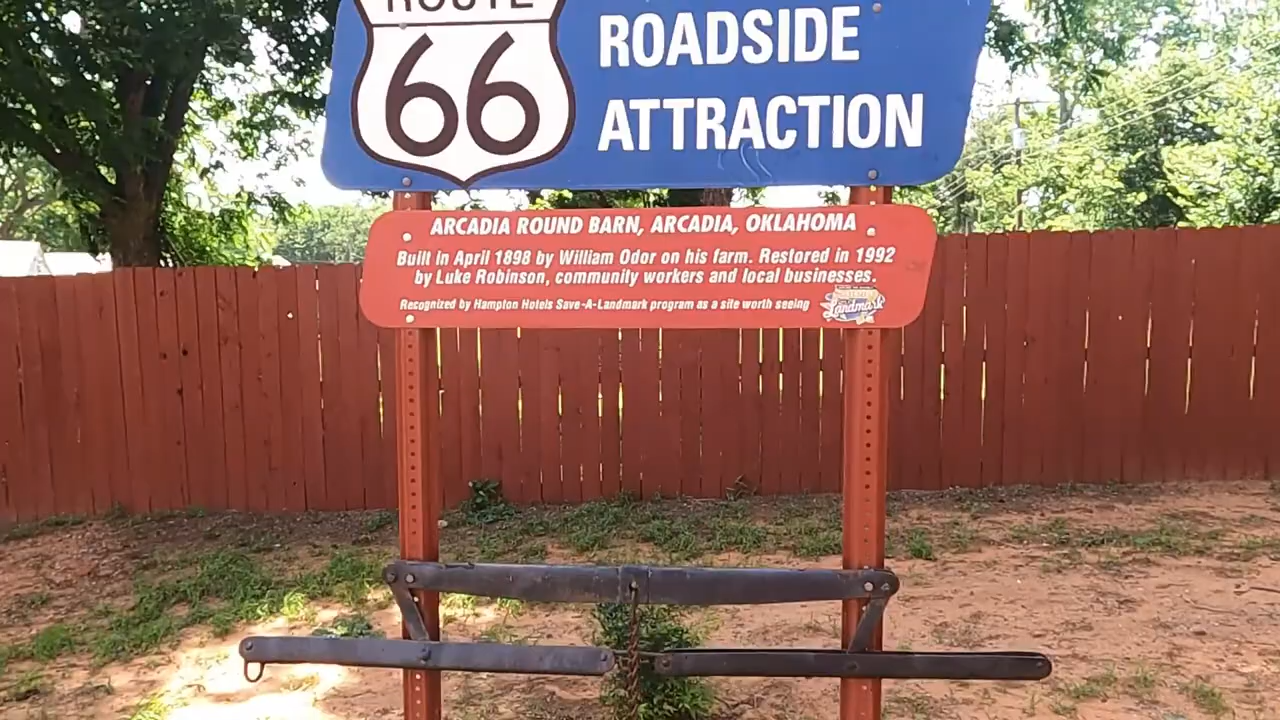 ROUTE
66
ROADSIDE
ATTRACTION
ARCADIA ROUND BARN, ARCADIA, OKLAHOMA
Built in April 1898 by William Odor on his farm. Restored in 1992
by Luke Robinson, community workers and local businesses.
Recognized by Hampton Hotels Save-A-Landmark program as a site worth seeing
Landmark